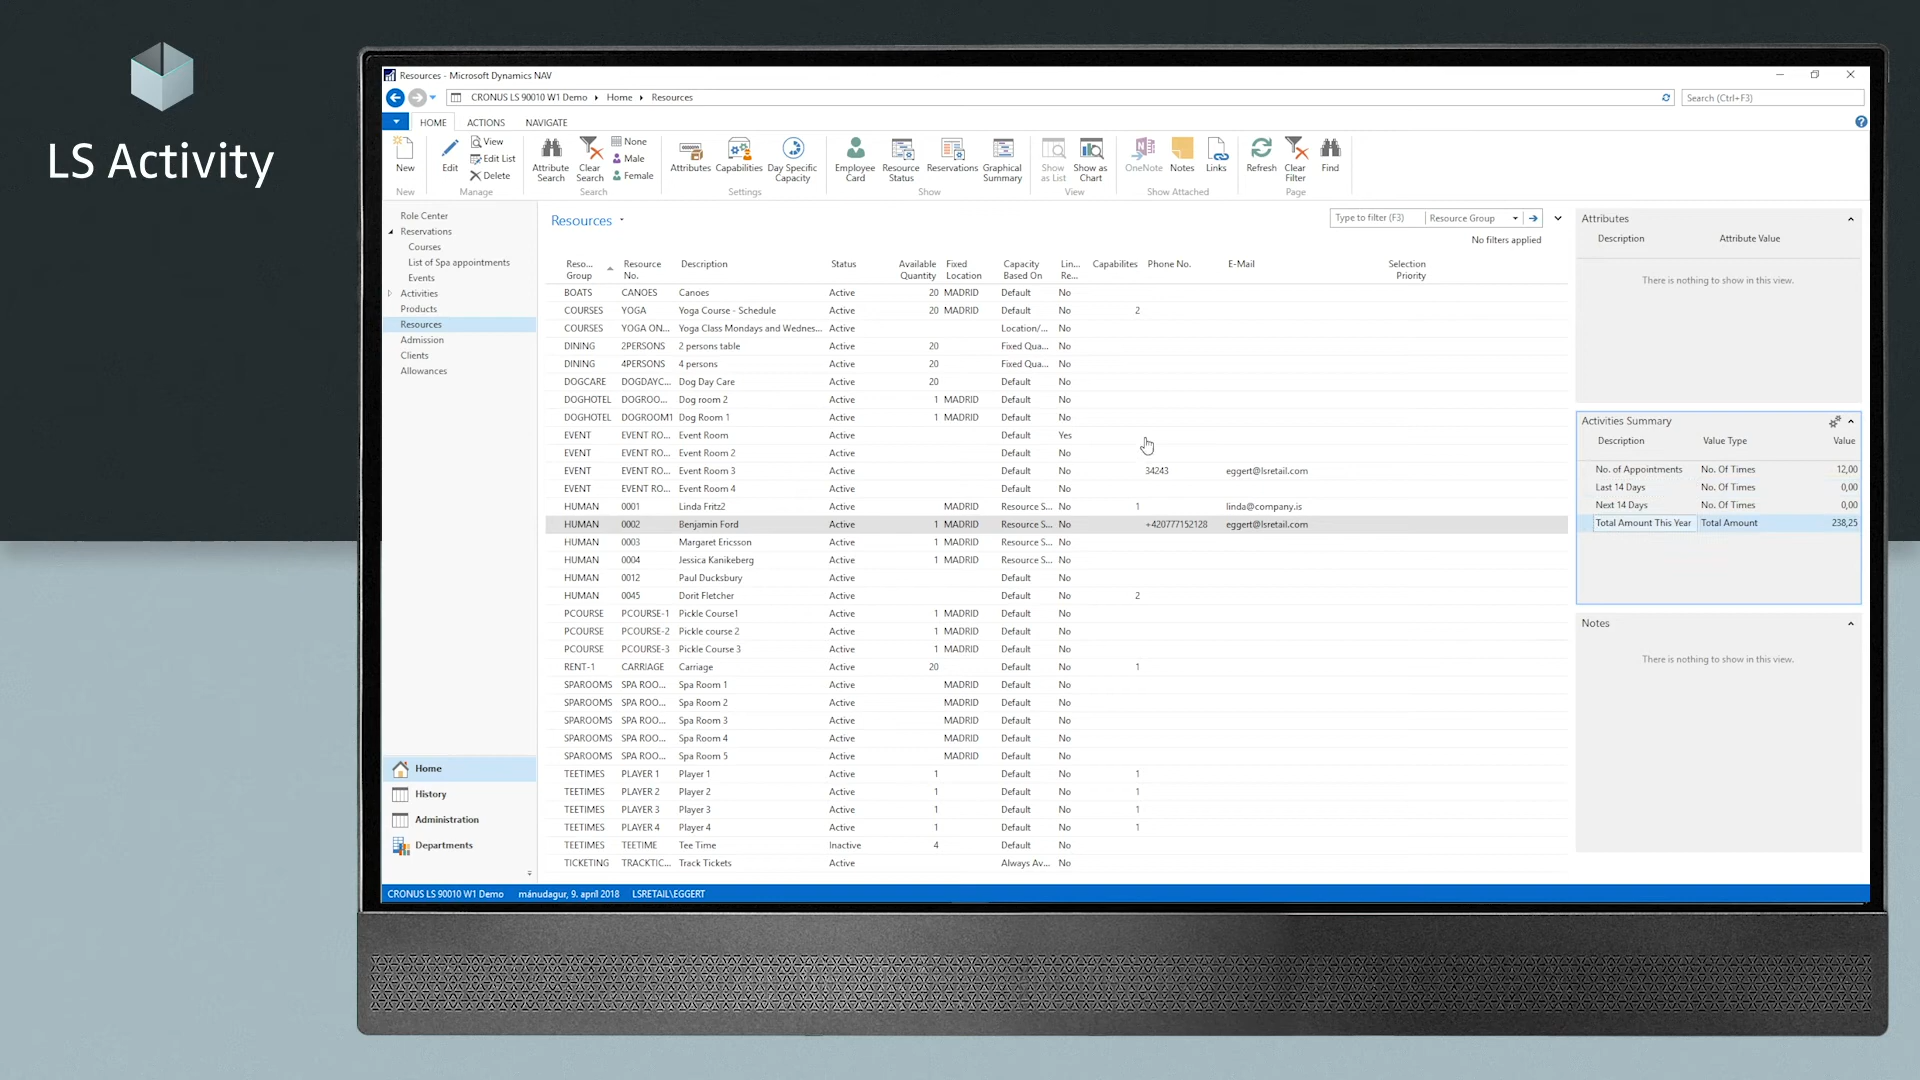 LS Activity
Resources - Microsoft Dynamics NAV
CRONUS LS 90010 W1 Demo Home Resources Search (Ctrl+F3)
HOME ACTIONS NAVIGATE
New Edit View Edit List Delete Attribute Search Clear Search None Male Female Attributes Capabilities Day Specific Capacity Employee Card Resource Status Reservations Graphical Summary Show as List Show as Chart OneNote Notes Links Refresh Clear Filter Find
New Manage Search Settings Show View Show Attached Page
Role Center
Reservations
Courses
List of Spa appointments
Events
Activities
Products
Resources
Admission
Clients
Allowances
Home
History
Administration
Departments
Resources Type to filter (F3) Resource Group
No filters applied
Reso... Group Resource No. Description Status Available Quantity Fixed Location Capacity Based On Lin... Re... Capabilites Phone No. E-Mail Selection Priority
BOATS CANOES Canoes Active 20 MADRID Default No
COURSES YOGA Yoga Course - Schedule Active 20 MADRID Default No 2
COURSES YOGA ON... Yoga Class Mondays and Wednes... Active Location/... No
DINING 2PERSONS 2 persons table Active 20 Fixed Qua... No
DINING 4PERSONS 4 persons Active 20 Fixed Qua... No
DOGCARE DOGDAYC... Dog Day Care Active 20 Default No
DOGHOTEL DOGROO... Dog room 2 Active 1 MADRID Default No
DOGHOTEL DOGROOM1 Dog Room 1 Active 1 MADRID Default No
EVENT EVENT RO... Event Room Active Default Yes
EVENT EVENT RO... Event Room 2 Active Default No
EVENT EVENT RO... Event Room 3 Active Default No 34243 eggert@lsretail.com
EVENT EVENT RO... Event Room 4 Active Default No
HUMAN 0001 Linda Fritz2 Active MADRID Resource S... No 1 linda@company.is
HUMAN 0002 Benjamin Ford Active 1 MADRID Resource S... No +420777152128 eggert@lsretail.com
HUMAN 0003 Margaret Ericsson Active 1 MADRID Resource S... No
HUMAN 0004 Jessica Kanikeberg Active 1 MADRID Resource S... No
HUMAN 0012 Paul Ducksbury Active Default No
HUMAN 0045 Dorit Fletcher Active Default No 2
PCOURSE PCOURSE-1 Pickle Course1 Active 1 MADRID Default No
PCOURSE PCOURSE-2 Pickle course 2 Active 1 MADRID Default No
PCOURSE PCOURSE-3 Pickle Course 3 Active 1 MADRID Default No
RENT-1 CARRIAGE Carriage Active 20 Default No 1
SPAROOMS SPA ROO... Spa Room 1 Active MADRID Default No
SPAROOMS SPA ROO... Spa Room 2 Active MADRID Default No
SPAROOMS SPA ROO... Spa Room 3 Active MADRID Default No
SPAROOMS SPA ROO... Spa Room 4 Active MADRID Default No
SPAROOMS SPA ROO... Spa Room 5 Active MADRID Default No
TEETIMES PLAYER 1 Player 1 Active 1 Default No 1
TEETIMES PLAYER 2 Player 2 Active 1 Default No 1
TEETIMES PLAYER 3 Player 3 Active 1 Default No 1
TEETIMES PLAYER 4 Player 4 Active 1 Default No 1
TEETIMES TEETIME Tee Time Inactive 4 Default No
TICKETING TRACKTIC... Track Tickets Active Always Av... No
Attributes
Description Attribute Value
There is nothing to show in this view.
Activities Summary
Description Value Type Value
No. of Appointments No. Of Times 12,00
Last 14 Days No. Of Times 0,00
Next 14 Days No. Of Times 0,00
Total Amount This Year Total Amount 238,25
Notes
There is nothing to show in this view.
CRONUS LS 90010 W1 Demo mánudagur, 9. apríl 2018 LSRETAIL\EGGERT